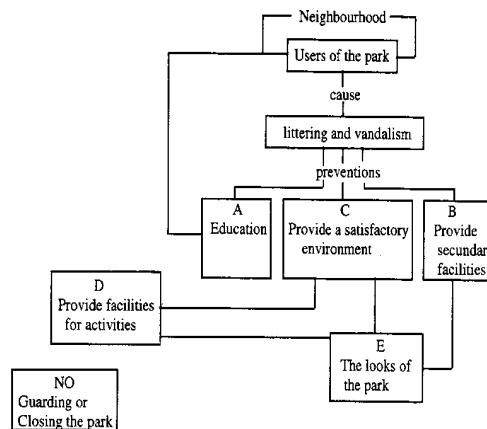 Neighbourhood
Users of the park
cause
littering and vandalism
preventions
A
Education
C
Provide a satisfactory
environment
B
Provide
secundar
facilities
D
Provide facilities
for activities
E
The looks of
the park
NO
Guarding or
Closing the park